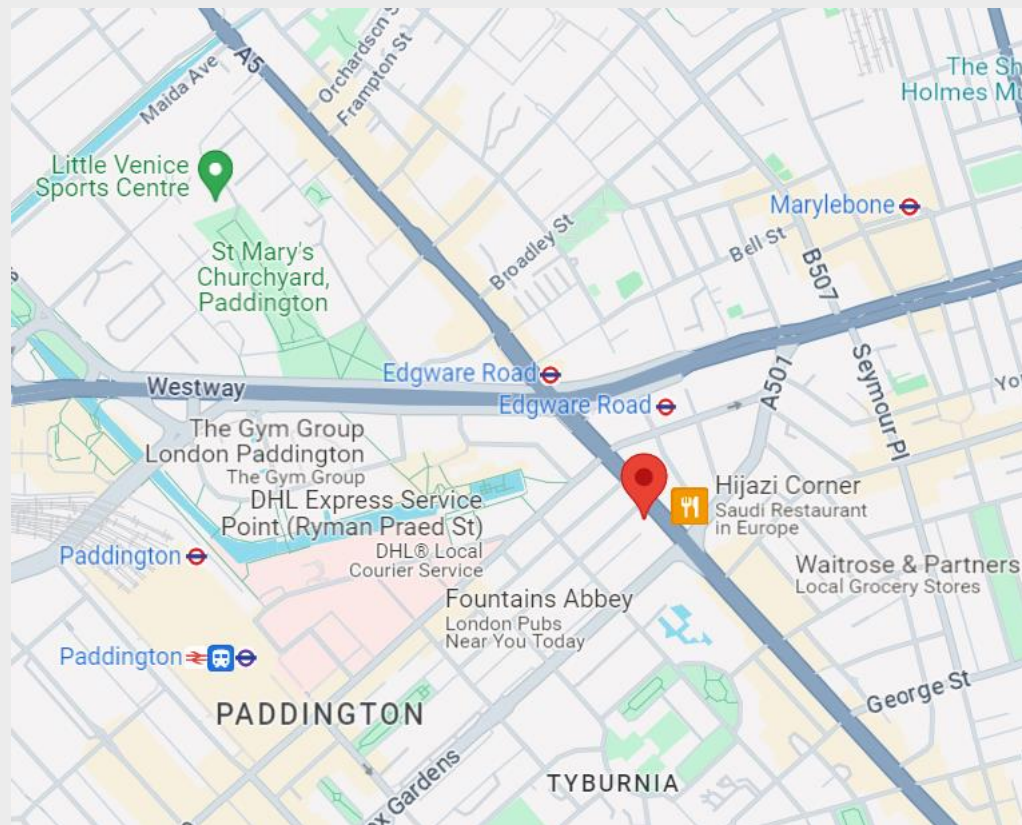 A5
Orchardson S
Frampton St
Maida Ave
The Sh
Holmes Mu
Little Venice
Sports Centre
Marylebone
St Mary's
Churchyard,
Paddington
Broadley St
Bell St
B507
Edgware Road
Westway
Edgware Road
A501
Seymour Pl
Yo
The Gym Group
London Paddington
The Gym Group
DHL Express Service
Point (Ryman Praed St)
DHL® Local
Courier Service
Hijazi Corner
Saudi Restaurant
in Europe
Paddington
Waitrose & Partners
Local Grocery Stores
Fountains Abbey
London Pubs
Near You Today
Paddington
George St
PADDINGTON
TYBURNIA
ex Gardens